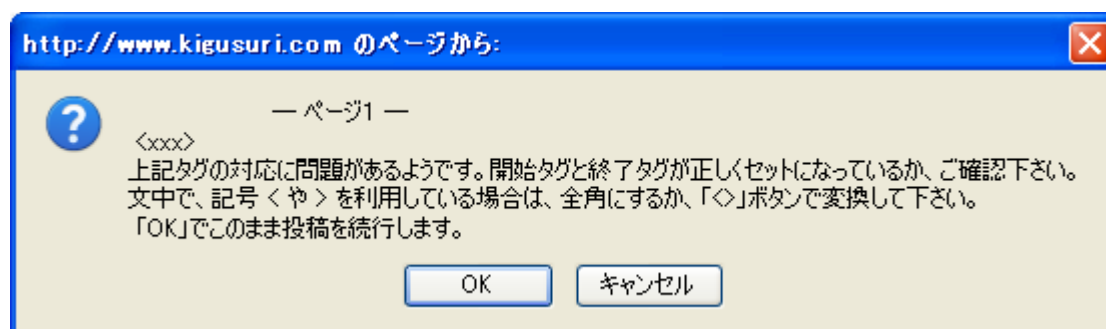 http://www.kigusuri.com のページから:
― ページ1 ―
<xxx>
上記タグの対応に問題があるようです。開始タグと終了タグが正しくセットになっているか、ご確認下さい。
文中で、記号 < や > を利用している場合は、全角にするか、「<>」ボタンで変換して下さい。
「OK」でこのまま投稿を続行します。
OK
キャンセル